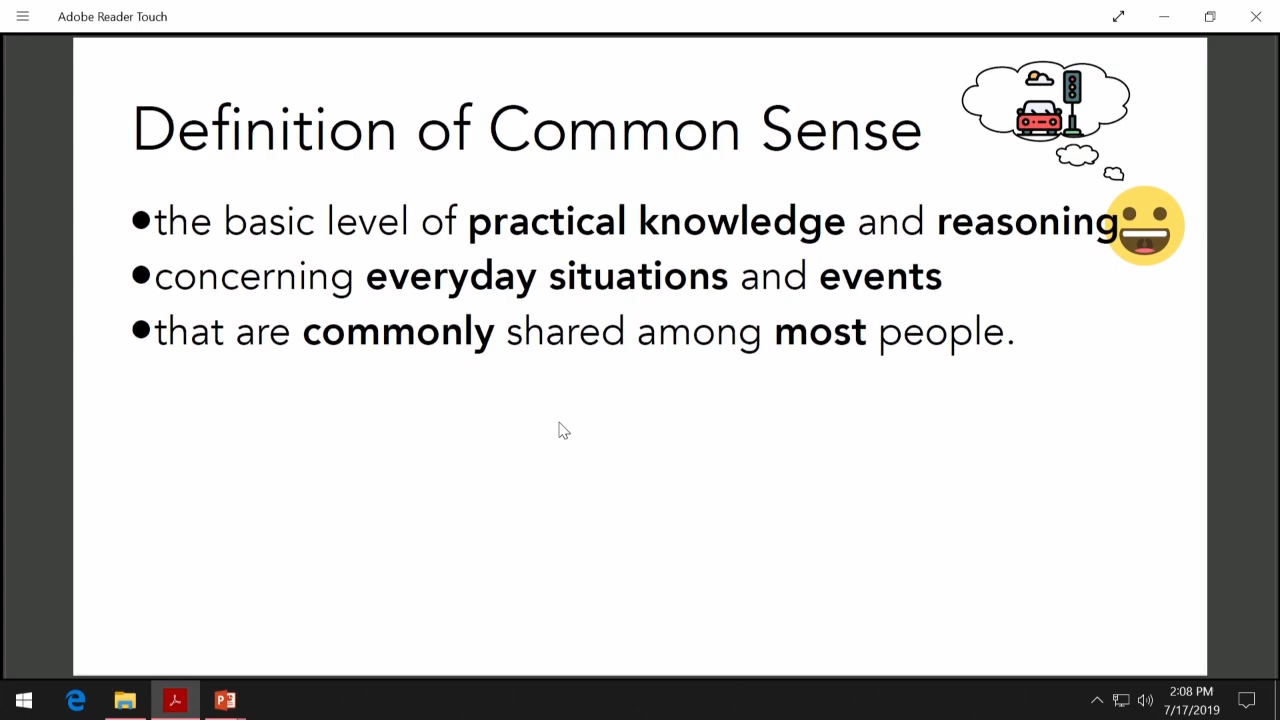 Adobe Reader Touch
Definition of Common Sense
•the basic level of practical knowledge and reasoning
•concerning everyday situations and events
•that are commonly shared among most people.
2:08 PM
7/17/2019